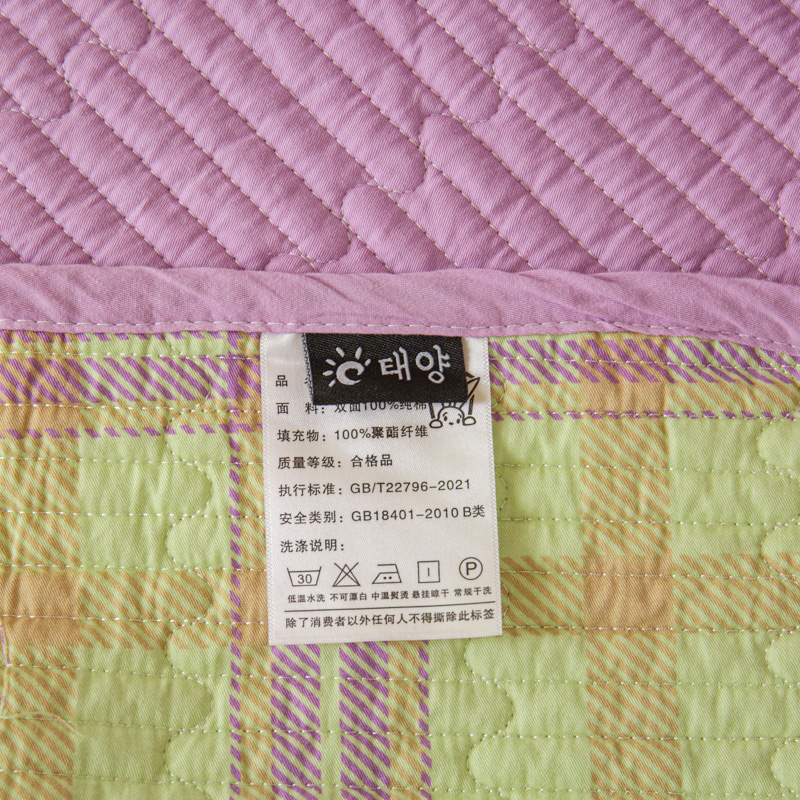 태양
品
面 料：双面100%纯棉
填充物：100%聚酯纤维
质量等级：合格品
执行标准：GB/T22796-2021
安全类别：GB18401-2010 B类
洗涤说明：
30 P
低温水洗 不可漂白 中温熨烫 悬挂晾干 常规干洗
除了消费者以外任何人不得撕除此标签